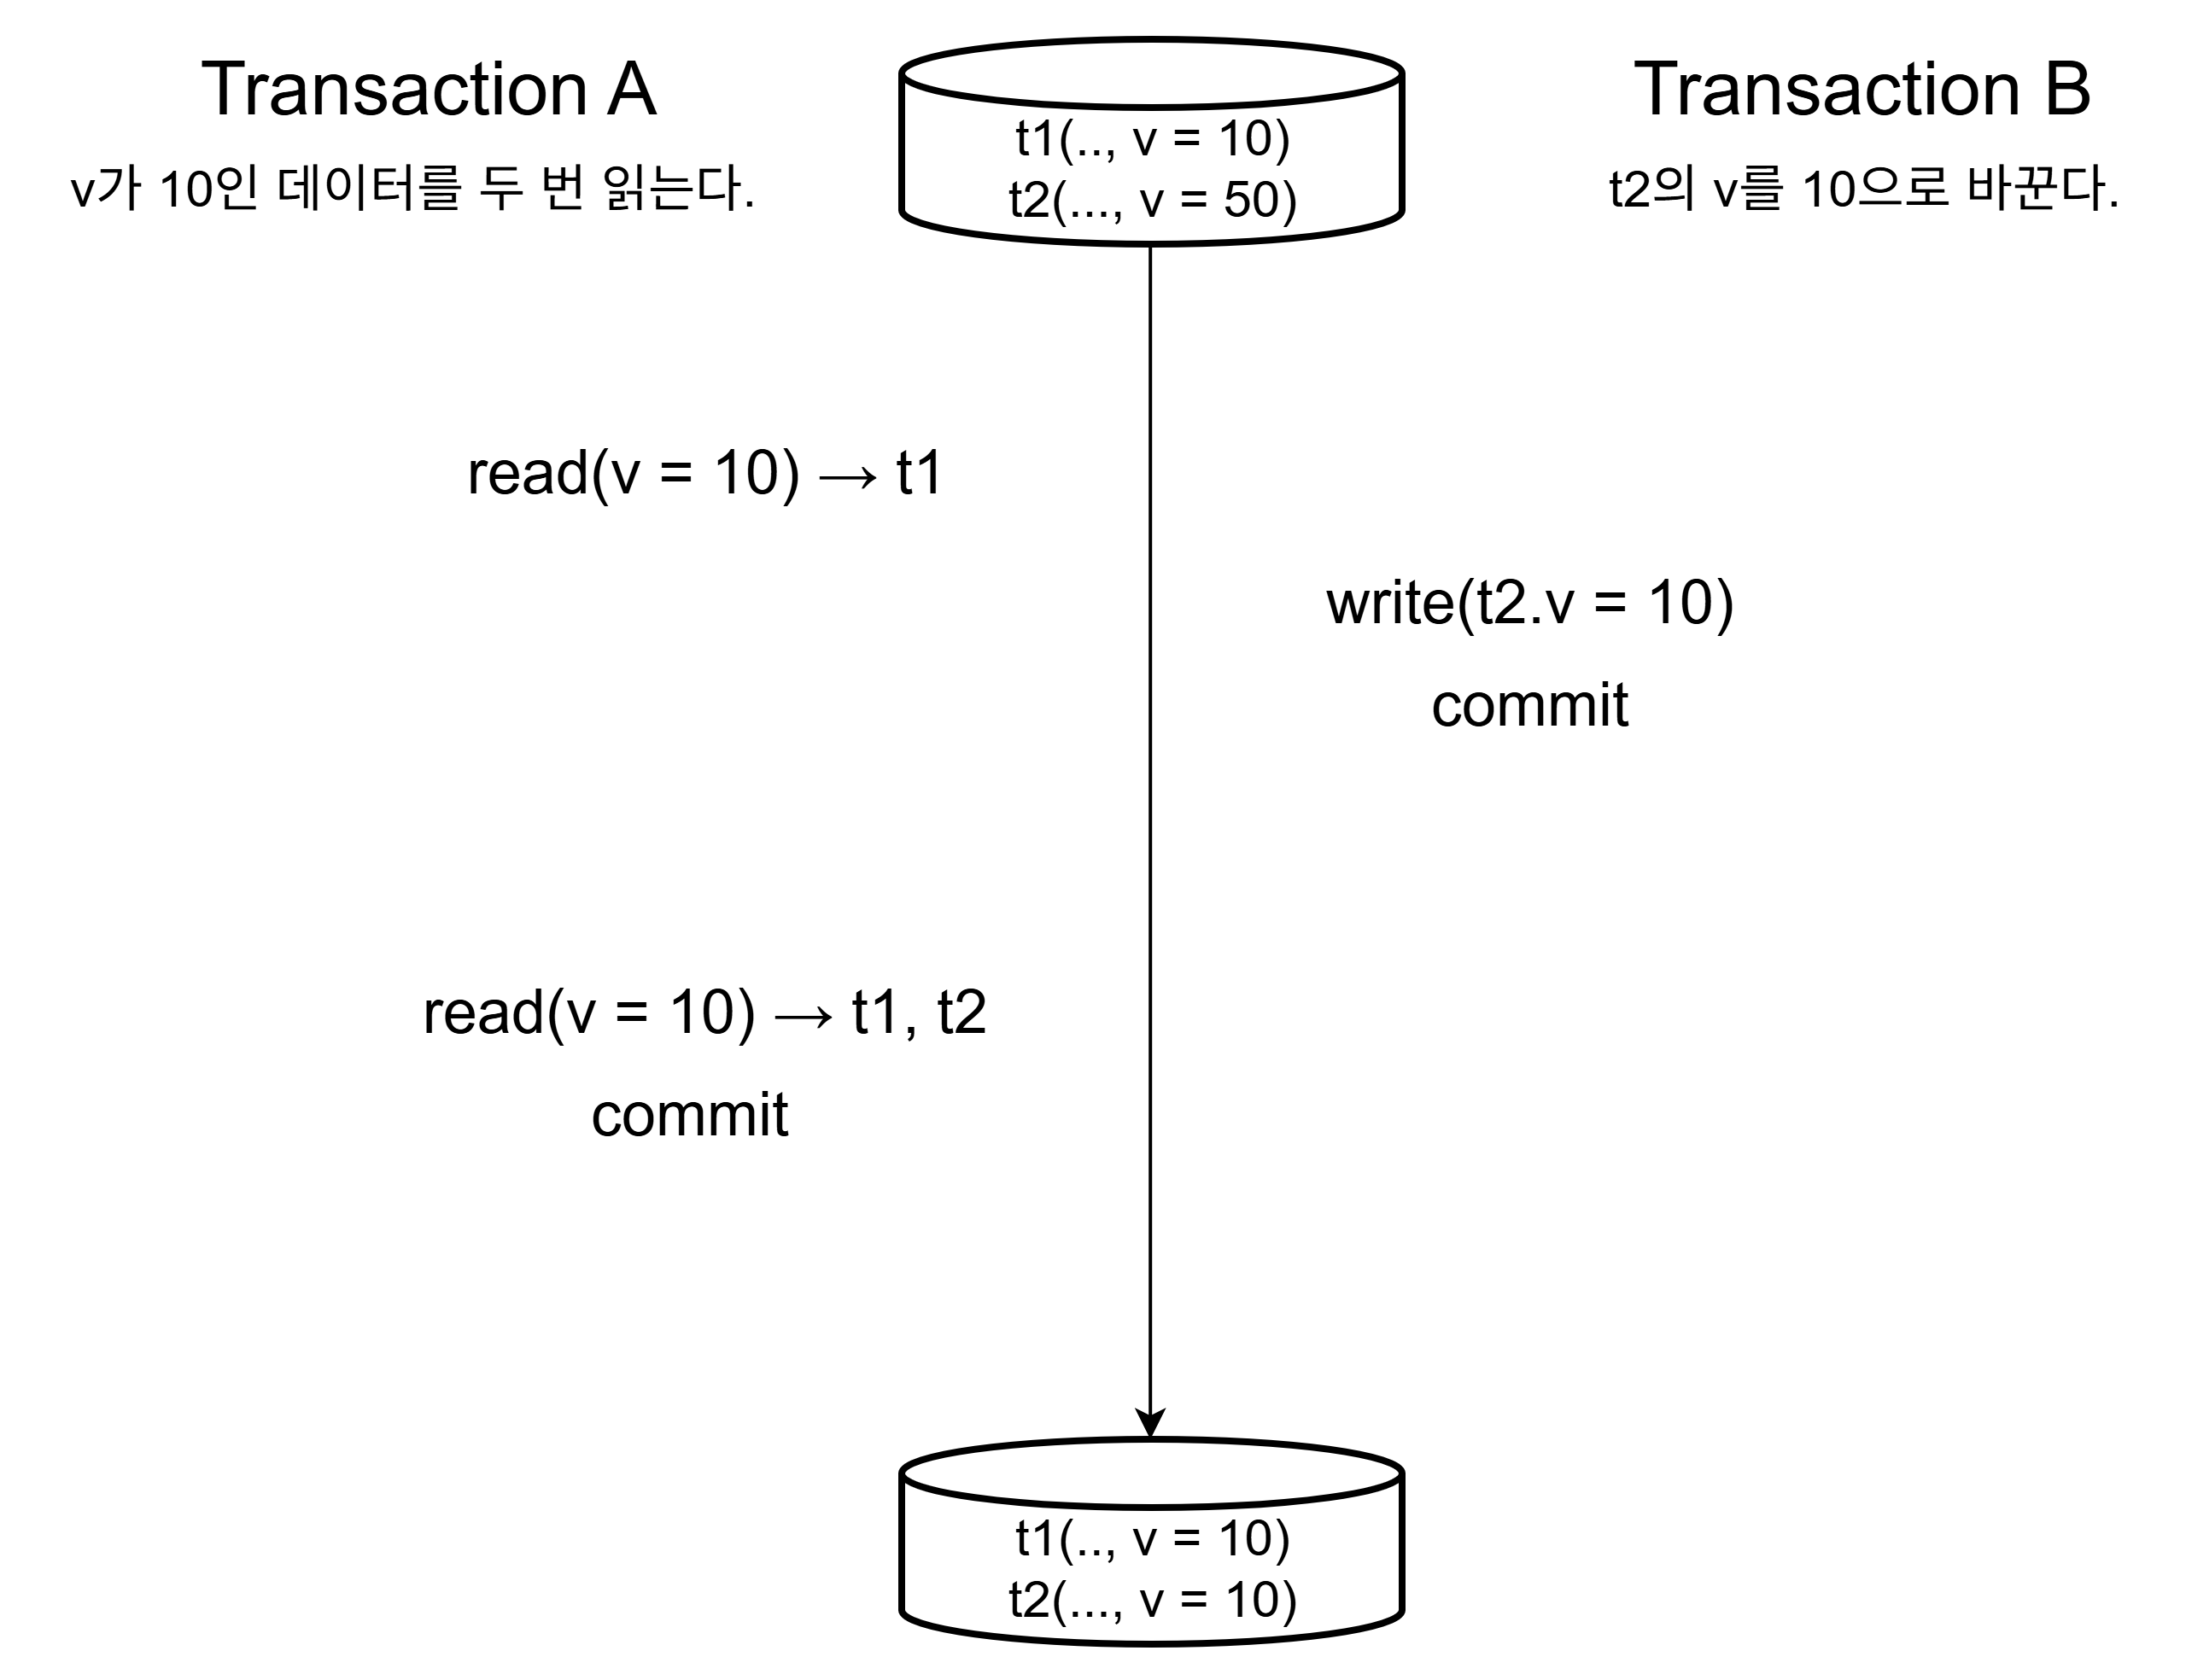 Transaction A
v가 10인 데이터를 두 번 읽는다.
t1(.., v = 10)
t2(..., v = 50)
Transaction B
t2의 v를 10으로 바꾼다.
read(v = 10) → t1
write(t2.v = 10)
commit
read(v = 10) → t1, t2
commit
t1(.., v = 10)
t2(..., v = 10)